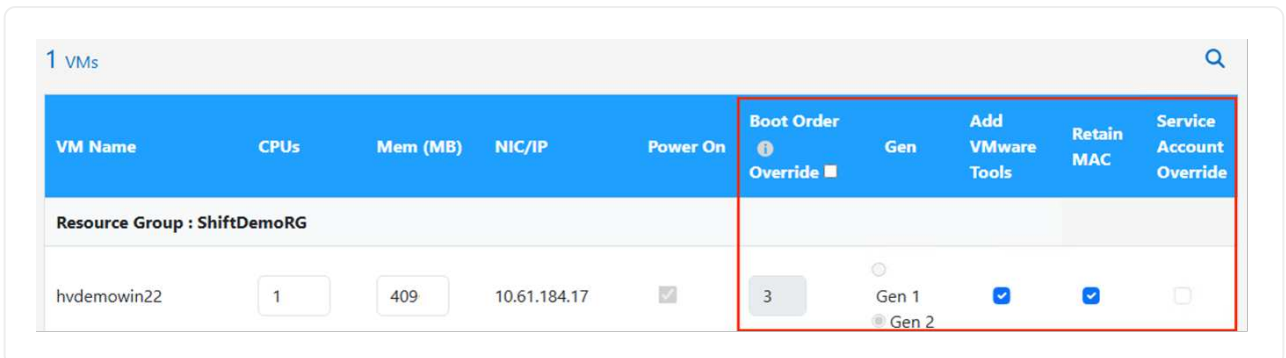 1 VMs
VM Name CPUs Mem (MB) NIC/IP Power On Boot Order Override Gen Add VMware Tools Retain MAC Service Account Override
Resource Group : ShiftDemoRG
hvdemowin22 1 409 10.61.184.17 3 Gen 1
Gen 2